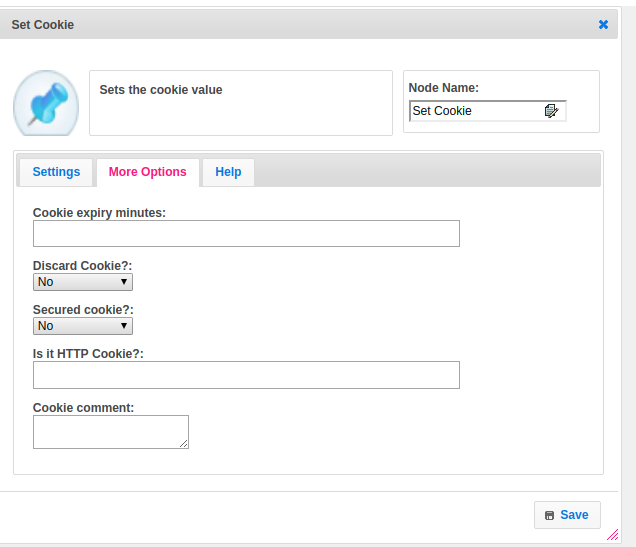 Set Cookie
Sets the cookie value
Node Name:
Set Cookie
Settings
More Options
Help
Cookie expiry minutes:
Discard Cookie?:
No
Secured cookie?:
No
Is it HTTP Cookie?:
Cookie comment:
Save